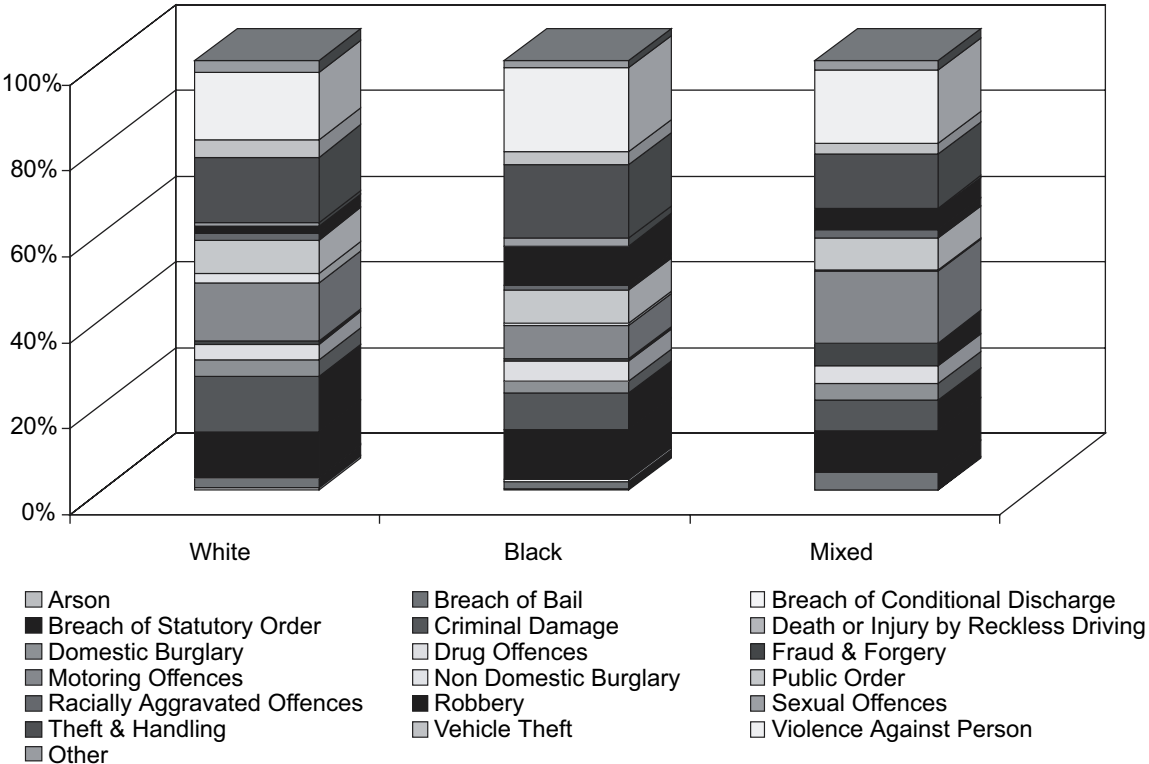 100%
80%
60%
40%
20%
0%
White Black Mixed
Arson Breach of Bail Breach of Conditional Discharge
Breach of Statutory Order Criminal Damage Death or Injury by Reckless Driving
Domestic Burglary Drug Offences Fraud & Forgery
Motoring Offences Non Domestic Burglary Public Order
Racially Aggravated Offences Robbery Sexual Offences
Theft & Handling Vehicle Theft Violence Against Person
Other